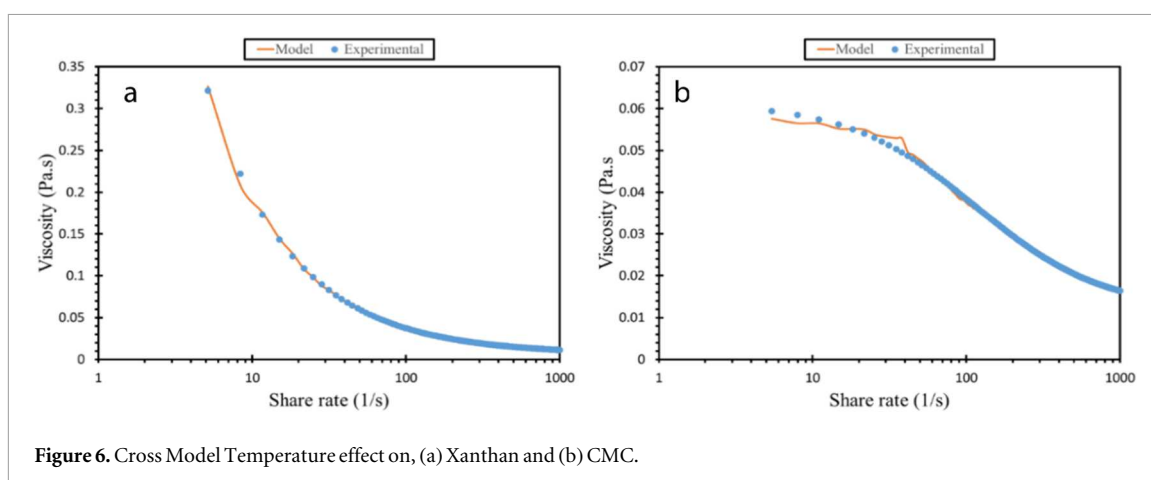 Model Experimental
a
0.35
0.3
0.25
0.2
0.15
0.1
0.05
0
Viscosity (Pa.s)
1 10 100 1000
Share rate (1/s)
Model Experimental
b
0.07
0.06
0.05
0.04
0.03
0.02
0.01
0
Viscosity (Pa.s
1 10 100 1000
Share rate (1/s)
Figure 6. Cross Model Temperature effect on, (a) Xanthan and (b) CMC.